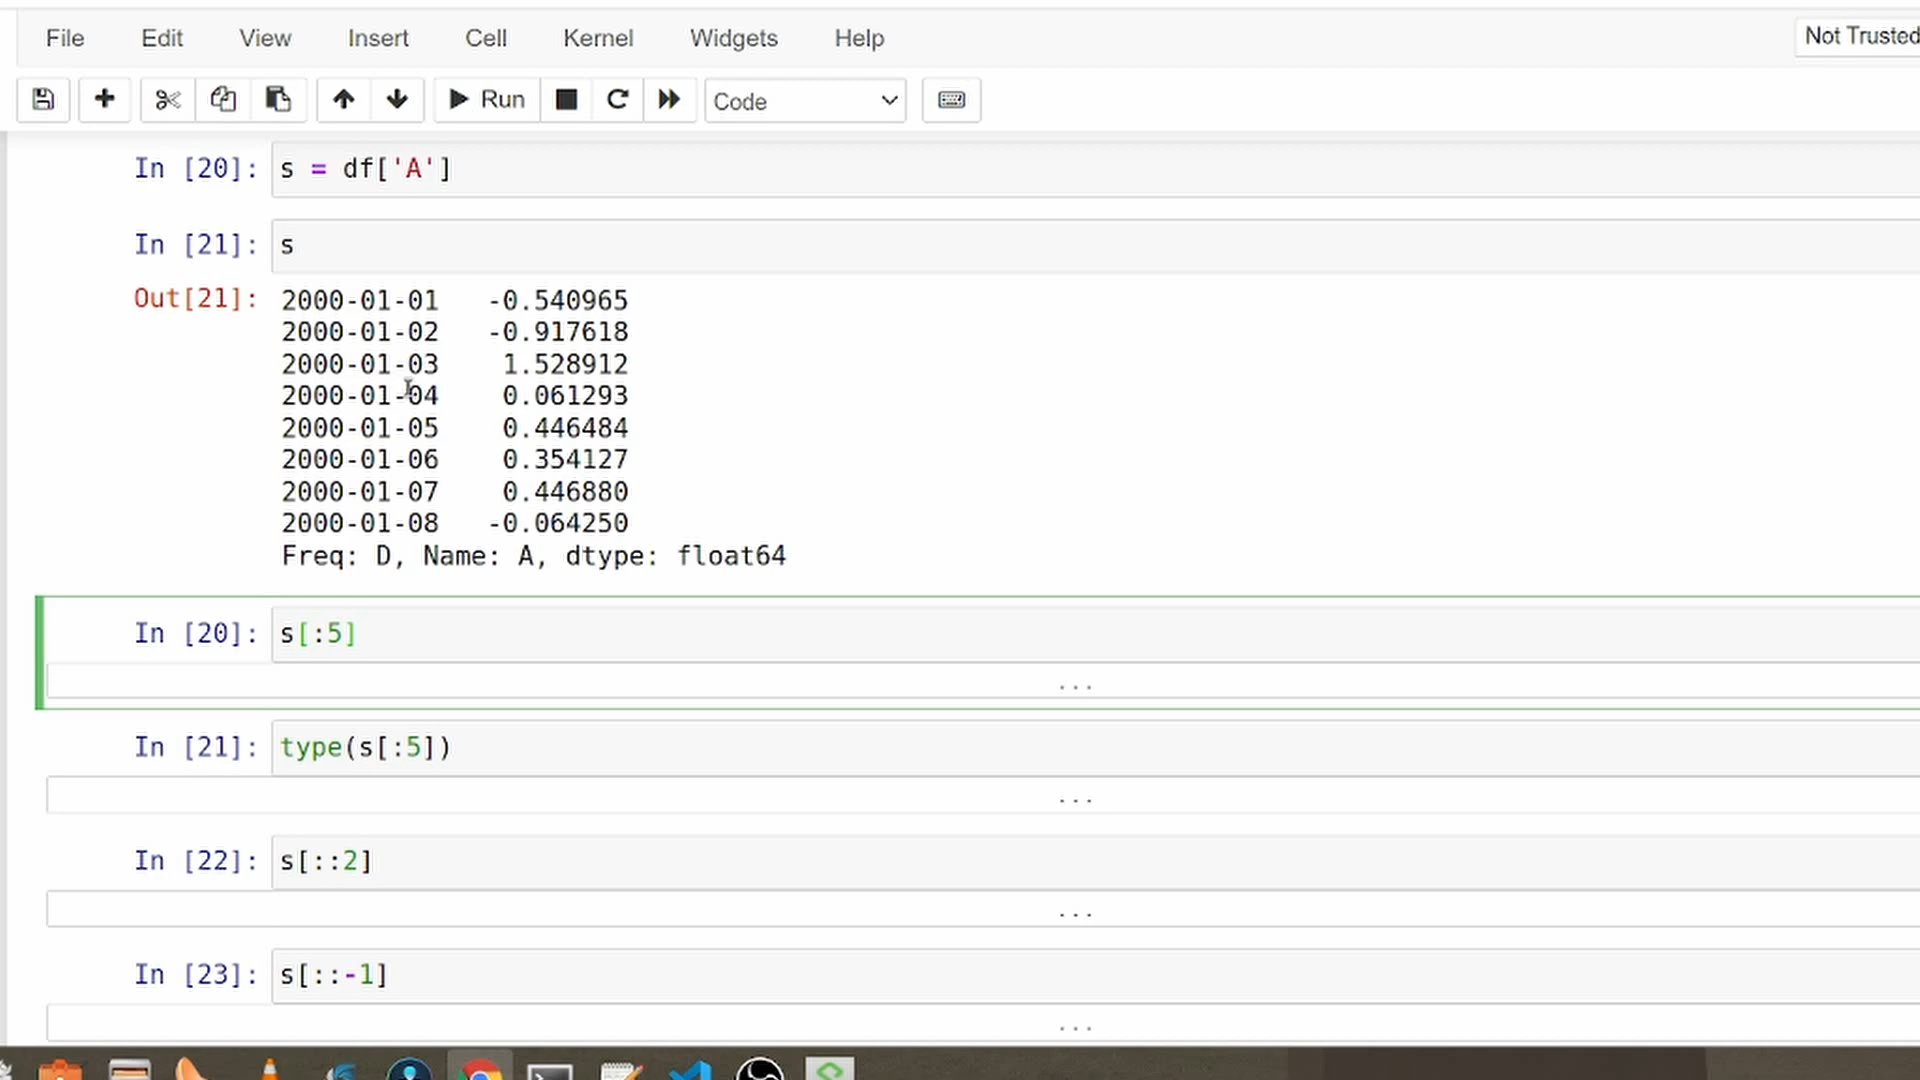 File Edit View Insert Cell Kernel Widgets Help Not Trusted
Run Code
In [20]: s = df['A']
In [21]: s
Out[21]: 2000-01-01 -0.540965
2000-01-02 -0.917618
2000-01-03 1.528912
2000-01-04 0.061293
2000-01-05 0.446484
2000-01-06 0.354127
2000-01-07 0.446880
2000-01-08 -0.064250
Freq: D, Name: A, dtype: float64
In [20]: s[:5]
...
In [21]: type(s[:5])
...
In [22]: s[::2]
...
In [23]: s[::-1]
...